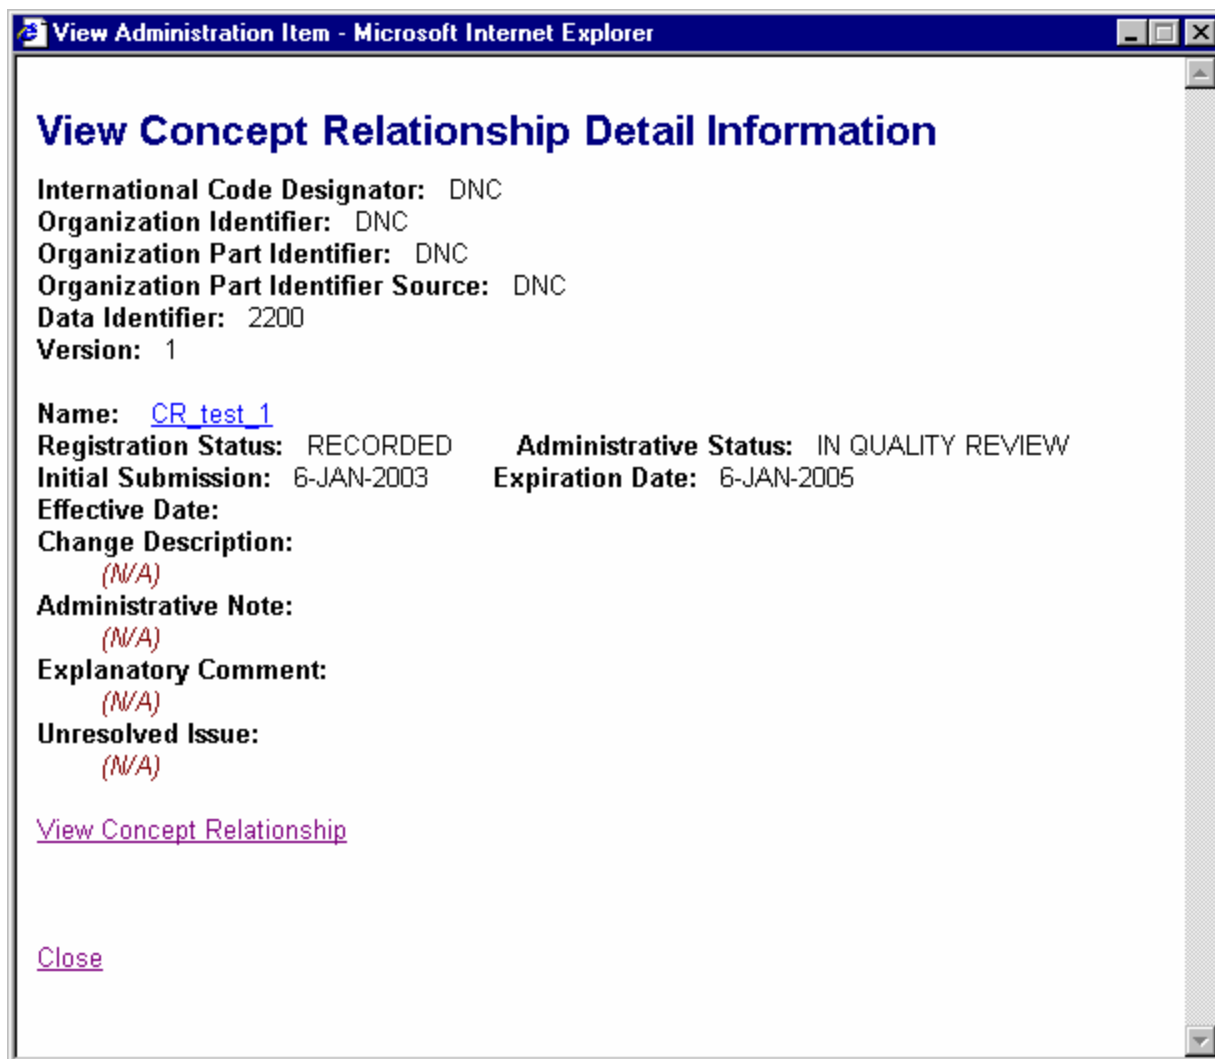 View Administration Item - Microsoft Internet Explorer
View Concept Relationship Detail Information
International Code Designator: DNC
Organization Identifier: DNC
Organization Part Identifier: DNC
Organization Part Identifier Source: DNC
Data Identifier: 2200
Version: 1
Name: CR_test_1
Registration Status: RECORDED Administrative Status: IN QUALITY REVIEW
Initial Submission: 6-JAN-2003 Expiration Date: 6-JAN-2005
Effective Date:
Change Description:
(N/A)
Administrative Note:
(N/A)
Explanatory Comment:
(N/A)
Unresolved Issue:
(N/A)
View Concept Relationship
Close